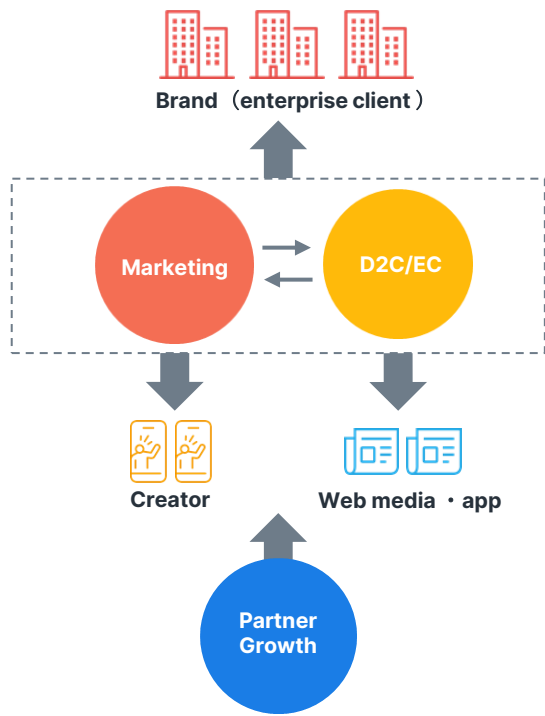 Brand（enterprise client ）
Marketing
D2C/EC
Creator
Web media ・app
Partner
Growth